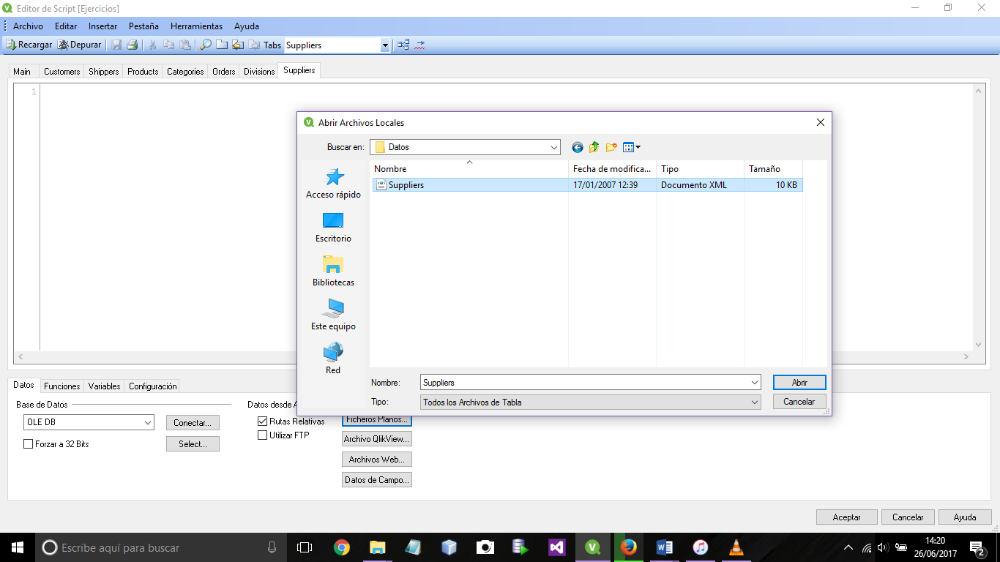 Editor de Script [Ejercicios]
Archivo Editar Insertar Pestaña Herramientas Ayuda
Recargar Depurar Tabs Suppliers
Main Customers Shippers Products Categories Orders Divisions Suppliers
1
Abrir Archivos Locales
Buscar en: Datos
Nombre Fecha de modifica... Tipo Tamaño
Suppliers 17/01/2007 12:39 Documento XML 10 KB
Acceso rápido
Escritorio
Bibliotecas
Este equipo
Red
Nombre: Suppliers Abrir
Tipo: Todos los Archivos de Tabla Cancelar
Datos Funciones Variables Configuración
Base de Datos Datos desde A
OLE DB Conectar... Rutas Relativas Ficheros Planos...
Forzar a 32 Bits Select... Utilizar FTP Archivo QlikView...
Archivos Web...
Datos de Campo...
Aceptar Cancelar Ayuda
Escribe aquí para buscar
14:20
26/06/2017
2